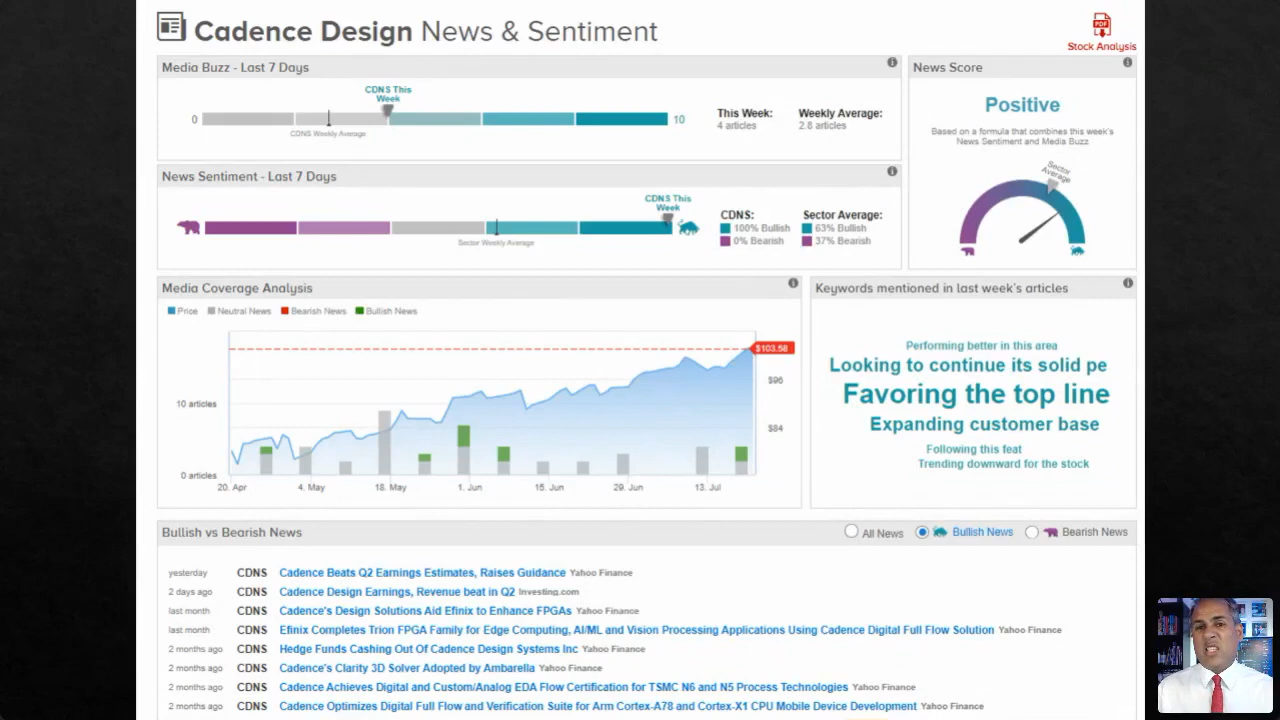 Cadence Design News & Sentiment
PDF
Stock Analysis
Media Buzz - Last 7 Days
CDNS This
Week
0
10
CDNS Weekly Average
This Week:
4 articles
Weekly Average:
2.8 articles
News Score
Positive
Based on a formula that combines this week's
News Sentiment and Media Buzz
Sector
Average
News Sentiment - Last 7 Days
CDNS This
Week
Sector Weekly Average
CDNS:
100% Bullish
0% Bearish
Sector Average:
63% Bullish
37% Bearish
Media Coverage Analysis
Price Neutral News Bearish News Bullish News
$103.58
$96
$84
10 articles
0 articles
20. Apr 4. May 18. May 1. Jun 15. Jun 29. Jun 13. Jul
Keywords mentioned in last week's articles
Performing better in this area
Looking to continue its solid pe
Favoring the top line
Expanding customer base
Following this feat
Trending downward for the stock
Bullish vs Bearish News
All News Bullish News Bearish News
yesterday CDNS Cadence Beats Q2 Earnings Estimates, Raises Guidance Yahoo Finance
2 days ago CDNS Cadence Design Earnings, Revenue beat in Q2 Investing.com
last month CDNS Cadence's Design Solutions Aid Efinix to Enhance FPGAs Yahoo Finance
last month CDNS Efinix Completes Trion FPGA Family for Edge Computing, AI/ML and Vision Processing Applications Using Cadence Digital Full Flow Solution Yahoo Finance
2 months ago CDNS Hedge Funds Cashing Out Of Cadence Design Systems Inc Yahoo Finance
2 months ago CDNS Cadence's Clarity 3D Solver Adopted by Ambarella Yahoo Finance
2 months ago CDNS Cadence Achieves Digital and Custom/Analog EDA Flow Certification for TSMC N6 and N5 Process Technologies Yahoo Finance
2 months ago CDNS Cadence Optimizes Digital Full Flow and Verification Suite for Arm Cortex-A78 and Cortex-X1 CPU Mobile Device Development Yahoo Finance